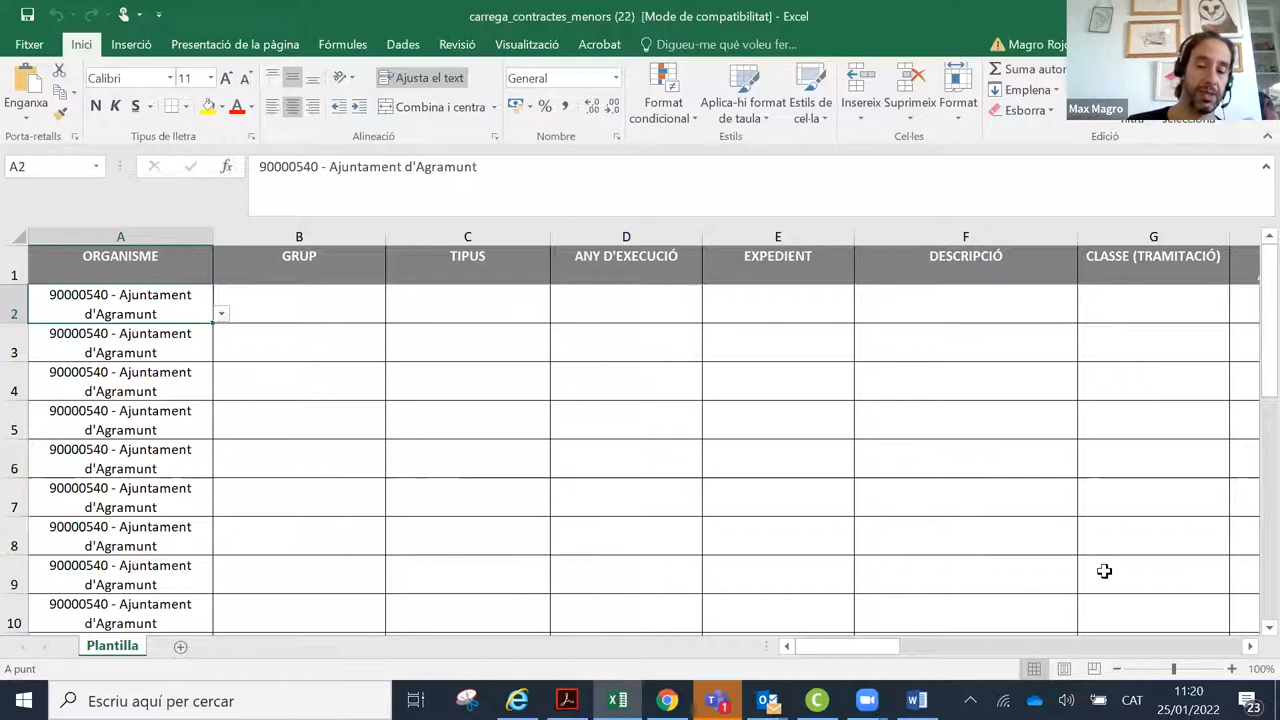 carrega_contractes_menors (22) [Mode de compatibilitat] - Excel
Fitxer Inici Inserció Presentació de la pàgina Fórmules Dades Revisió Visualització Acrobat Digueu-me què voleu fer... Magro Roj
Enganxa
Porta-retalls
Calibri 11
N K S
Tipus de lletra
Ajusta el text
Combina i centra
Alineació
General
%
Nombre
Format condicional
Aplica-hi format de taula
Estils de cel·la
Estils
Insereix Suprimeix Format
Cel·les
Suma autor
Emplena
Esborra
Edició
Max Magro
A2 fx 90000540 - Ajuntament d'Agramunt
A B C D E F G
1 ORGANISME GRUP TIPUS ANY D'EXECUCIÓ EXPEDIENT DESCRIPCIÓ CLASSE (TRAMITACIÓ)
90000540 - Ajuntament
2 d'Agramunt
90000540 - Ajuntament
3 d'Agramunt
90000540 - Ajuntament
4 d'Agramunt
90000540 - Ajuntament
5 d'Agramunt
90000540 - Ajuntament
6 d'Agramunt
90000540 - Ajuntament
7 d'Agramunt
90000540 - Ajuntament
8 d'Agramunt
90000540 - Ajuntament
9 d'Agramunt
90000540 - Ajuntament
10 d'Agramunt
Plantilla
A punt
100%
Escriu aquí per cercar
CAT
11:20
25/01/2022
23